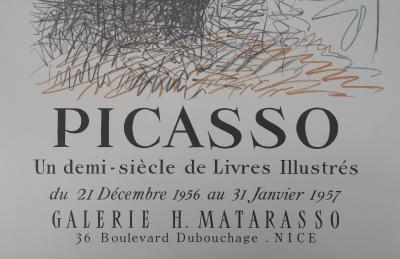 PICASSO
Un demi-siècle de Livres Illustrés
du 21 Décembre 1956 au 31 Janvier 1957
GALERIE H. MATARASSO
36 Boulevard Dubouchage . NICE